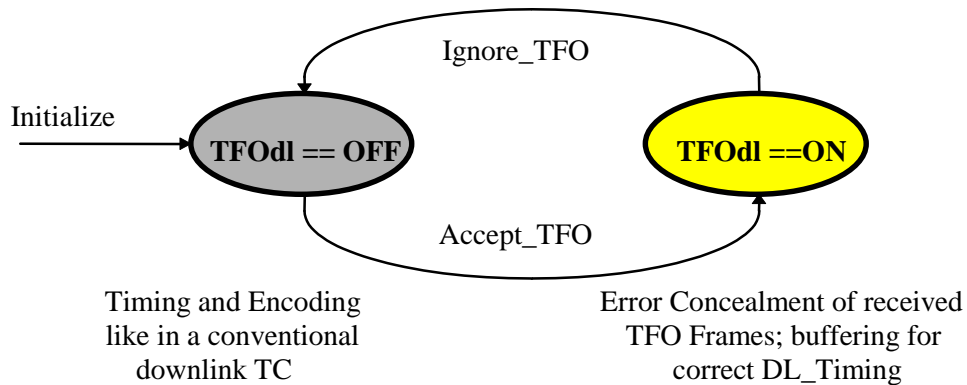 Ignore_TFO
Initialize
TFOdl == OFF
TFOdl ==ON
Accept_TFO
Timing and Encoding
like in a conventional
downlink TC
Error Concealment of received
TFO Frames; buffering for
correct DL_Timing